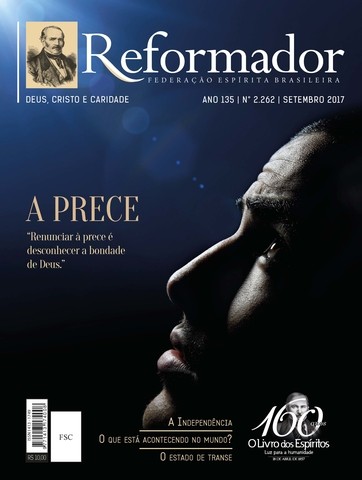 Reformador
FEDERAÇÃO ESPÍRITA BRASILEIRA
DEUS, CRISTO E CARIDADE
ANO 135 | Nº 2.262 | SETEMBRO 2017
A PRECE
“Renunciar à prece é
desconhecer a bondade
de Deus.”
A INDEPENDÊNCIA
O QUE ESTÁ ACONTECENDO NO MUNDO?
O ESTADO DE TRANSE
FSC
R$ 10,00
160
O Livro dos Espíritos
Luz para a humanidade